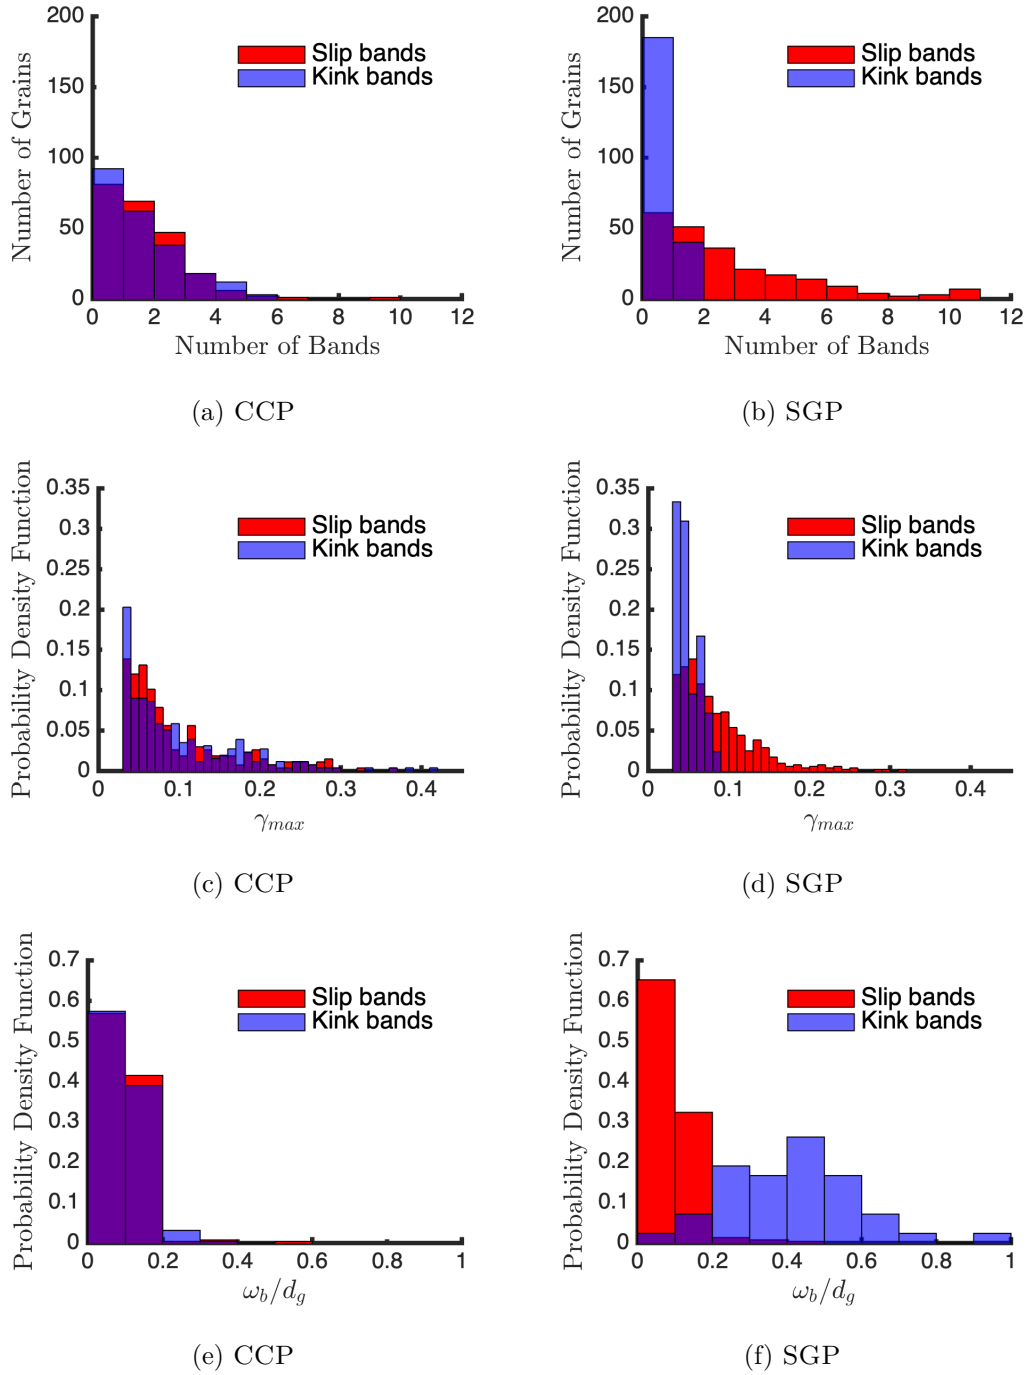 200
150
100
50
0
Number of Grains
Slip bands
Kink bands
0 2 4 6 8 10 12
Number of Bands
(a) CCP
200
150
100
50
0
Number of Grains
Slip bands
Kink bands
0 2 4 6 8 10 12
Number of Bands
(b) SGP
0.35
0.3
0.25
0.2
0.15
0.1
0.05
0
Probability Density Function
Slip bands
Kink bands
0 0.1 0.2 0.3 0.4
γmax
(c) CCP
0.35
0.3
0.25
0.2
0.15
0.1
0.05
0
Probability Density Function
Slip bands
Kink bands
0 0.1 0.2 0.3 0.4
γmax
(d) SGP
0.7
0.6
0.5
0.4
0.3
0.2
0.1
0
Probability Density Function
Slip bands
Kink bands
0 0.2 0.4 0.6 0.8 1
ωb/dg
(e) CCP
0.7
0.6
0.5
0.4
0.3
0.2
0.1
0
Probability Density Function
Slip bands
Kink bands
0 0.2 0.4 0.6 0.8 1
ωb/dg
(f) SGP